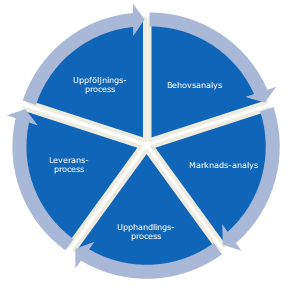 Behovsanalys
Marknads-analys
Upphandlings-
process
Leverans-
process
Uppföljnings-
process